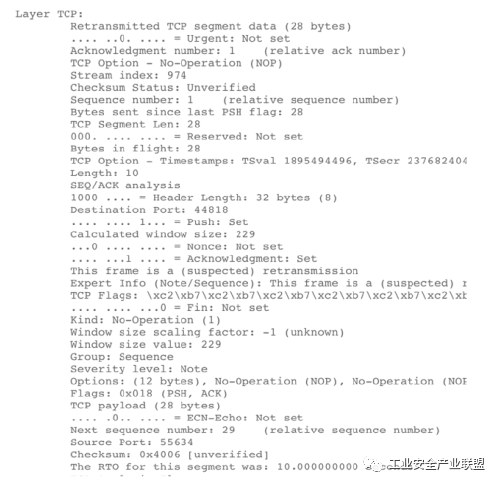 Layer TCP:
Retransmitted TCP segment data (28 bytes)
.... ..0. .... = Urgent: Not set
Acknowledgment number: 1    (relative ack number)
TCP Option - No-Operation (NOP)
Stream index: 974
Checksum Status: Unverified
Sequence number: 1    (relative sequence number)
Bytes sent since last PSH flag: 28
TCP Segment Len: 28
000. .... .... = Reserved: Not set
Bytes in flight: 28
TCP Option - Timestamps: TSval 1895494496, TSecr 237682404
Length: 10
SEQ/ACK analysis
1000 .... = Header Length: 32 bytes (8)
Destination Port: 44818
.... .... 1... = Push: Set
Calculated window size: 229
...0 .... .... = Nonce: Not set
.... ...1 .... = Acknowledgment: Set
This frame is a (suspected) retransmission
Expert Info (Note/Sequence): This frame is a (suspected)
TCP Flags: \xc2\xb7\xc2\xb7\xc2\xb7\xc2\xb7\xc2\xb7\xc2\xb
.... .... ...0 = Fin: Not set
Kind: No-Operation (1)
Window size scaling factor: -1 (unknown)
Window size value: 229
Group: Sequence
Severity level: Note
Options: (12 bytes), No-Operation (NOP), No-Operation (NOP
Flags: 0x018 (PSH, ACK)
TCP payload (28 bytes)
.... .0.. .... = ECN-Echo: Not set
Next sequence number: 29    (relative sequence number)
Source Port: 55634
Checksum: 0x4006 [unverified]
The RTO for this segment was: 10.000000000
工业安全产业联盟